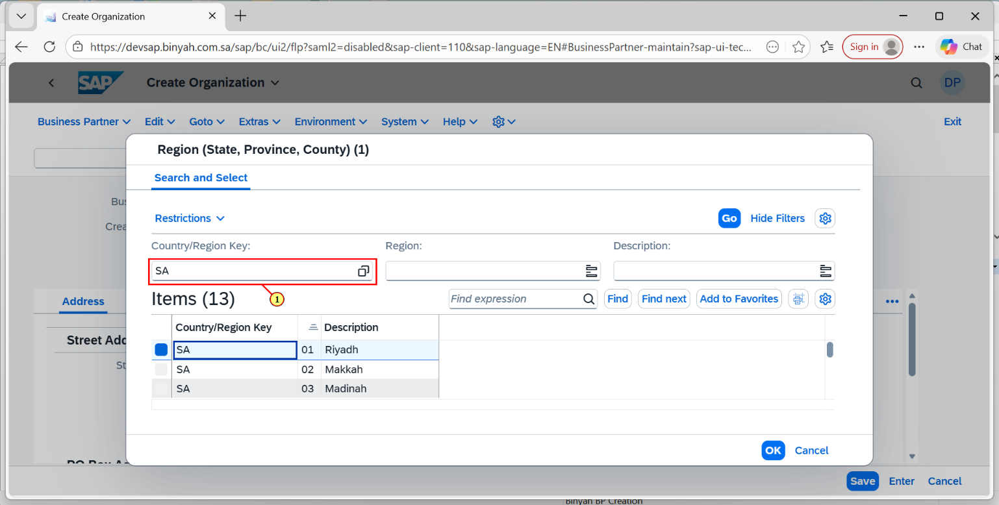 Create Organization
https://devsap.binyah.com.sa/sap/bc/ui2/flp?saml2=disabled&sap-client=110&sap-language=EN#BusinessPartner-maintain?sap-ui-tec...
Sign in
Chat
SAP
Create Organization
DP
Business Partner
Edit
Goto
Extras
Environment
System
Help
Exit
Region (State, Province, County) (1)
Search and Select
Bus
Restrictions
Go
Hide Filters
Crea
Country/Region Key:
Region:
Description:
SA
Items (13)
1
Find expression
Find
Find next
Add to Favorites
Address
Country/Region Key
Description
Street Add
SA 01 Riyadh
St
SA 02 Makkah
SA 03 Madinah
OK
Cancel
Save
Enter
Cancel
Binyah BP Creation